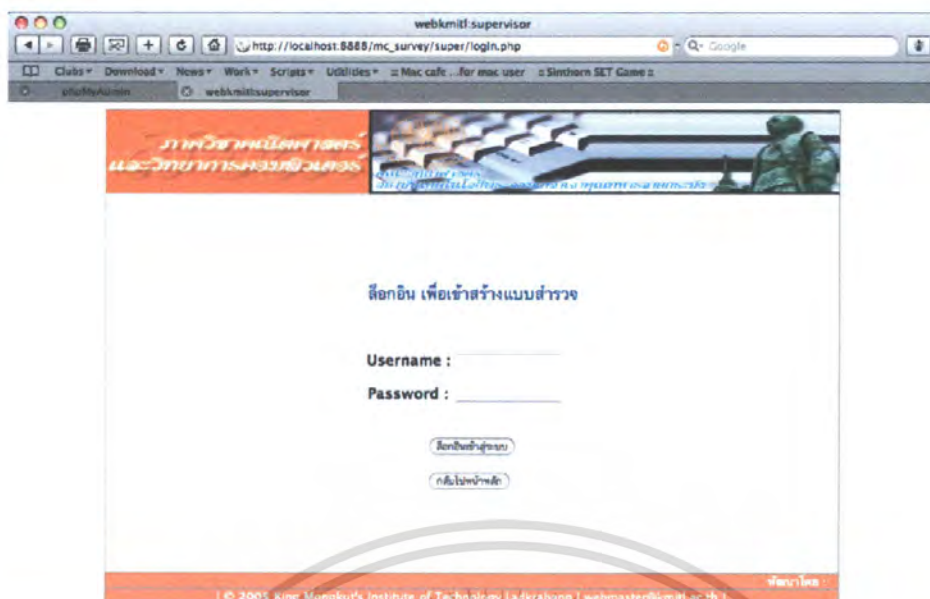 webkmitl:supervisor
http://localhost:8888/mc_survey/super/login.php
Google
Clubs Download News Work Scripts Utilities :: Mac cafe ...for mac user :: Simthorn SET Game ::
phpMyAdmin webkmitl:supervisor
ภาควิชาคณิตศาสตร์
และวิทยาการคอมพิวเตอร์
ล็อกอิน เพื่อเข้าสร้างแบบสำรวจ
Username :
Password :
ล็อกอินเข้าสู่ระบบ
กลับไปหน้าหลัก
พัฒนาโดย
| © 2005 King Mongkut's Institute of Technology Ladkrabang | webmaster@kmitl.ac.th |